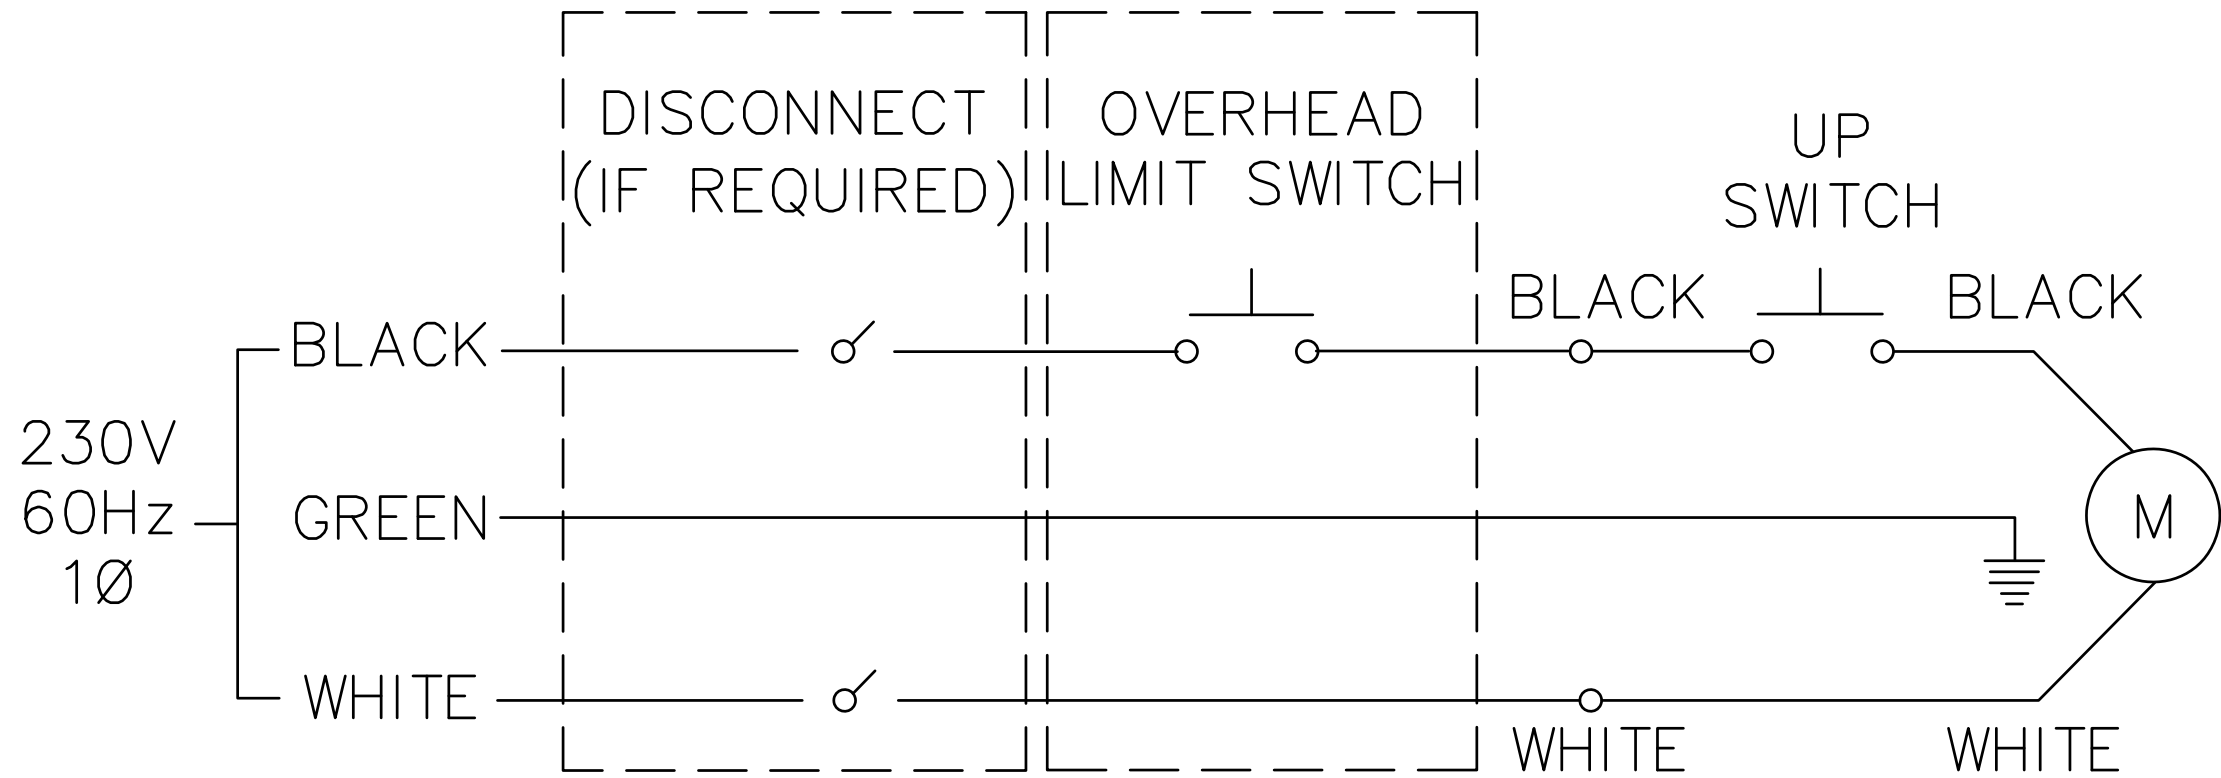 DISCONNECT
(IF REQUIRED)
OVERHEAD
LIMIT SWITCH
UP
SWITCH
BLACK
BLACK
BLACK
230V
60Hz
1Ø
GREEN
M
WHITE
WHITE
WHITE